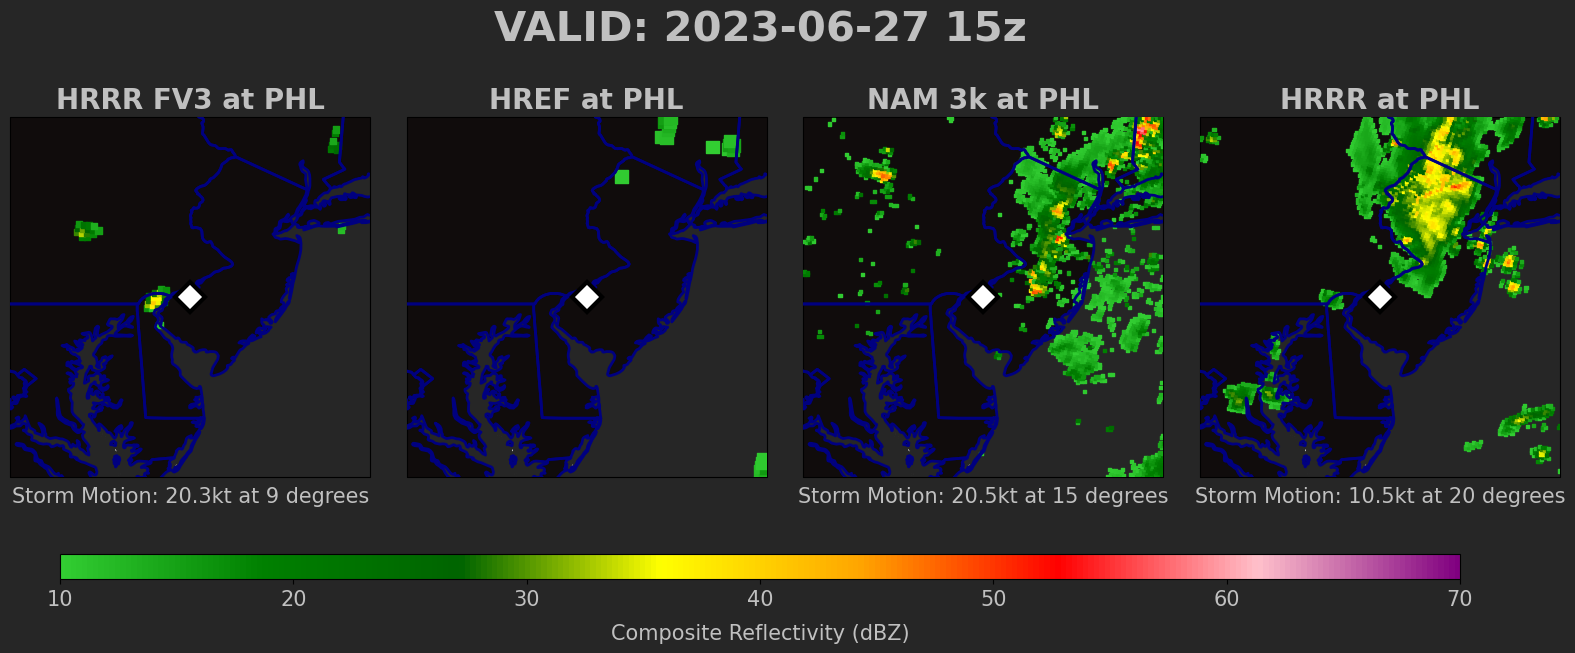 VALID: 2023-06-27 15z
HRRR FV3 at PHL
HREF at PHL
NAM 3k at PHL
HRRR at PHL
Storm Motion: 20.3kt at 9 degrees
Storm Motion: 20.5kt at 15 degrees
Storm Motion: 10.5kt at 20 degrees
10 20 30 40 50 60 70
Composite Reflectivity (dBZ)